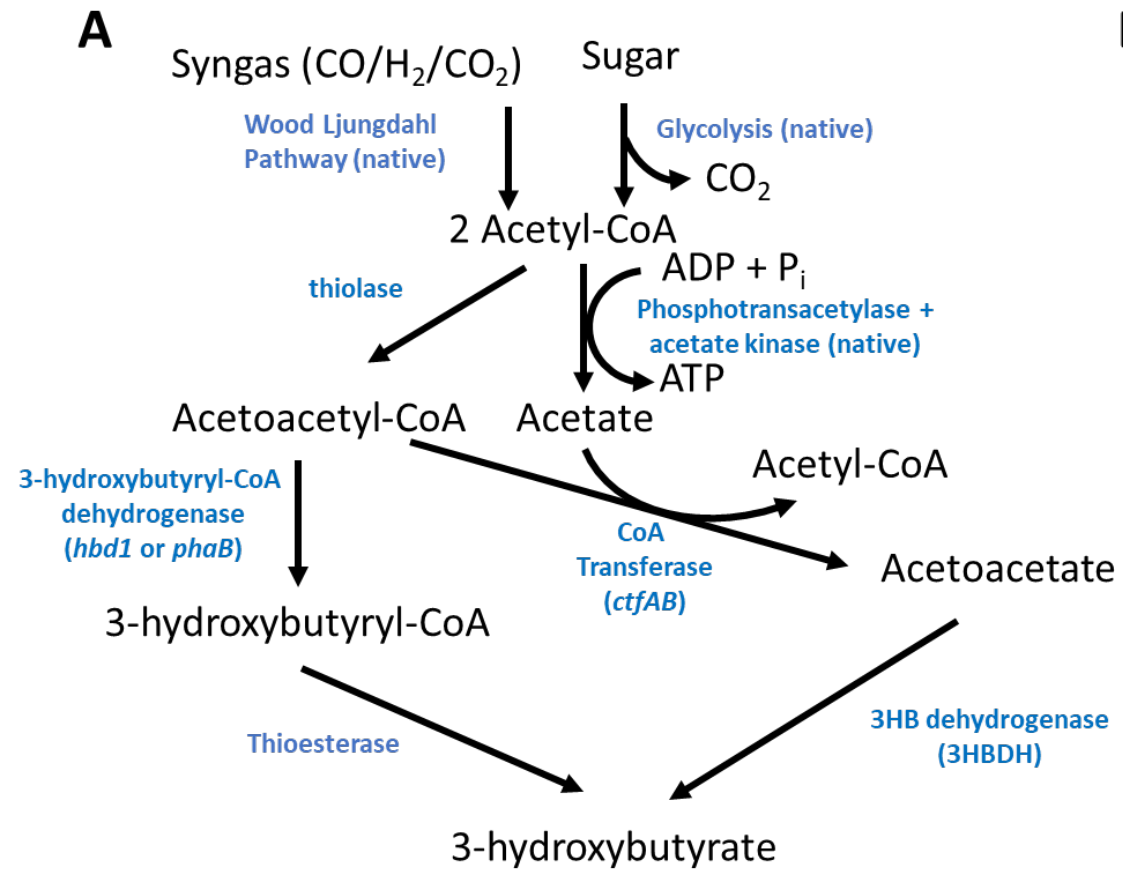 A
Syngas (CO/H₂/CO₂)
Sugar
Wood Ljungdahl
Pathway (native)
Glycolysis (native)
CO₂
2 Acetyl-CoA
ADP + Pᵢ
thiolase
Phosphotransacetylase +
acetate kinase (native)
ATP
Acetoacetyl-CoA
Acetate
Acetyl-CoA
3-hydroxybutyryl-CoA
dehydrogenase
(hbd1 or phaB)
CoA
Transferase
(ctfAB)
Acetoacetate
3-hydroxybutyryl-CoA
Thioesterase
3HB dehydrogenase
(3HBDH)
3-hydroxybutyrate